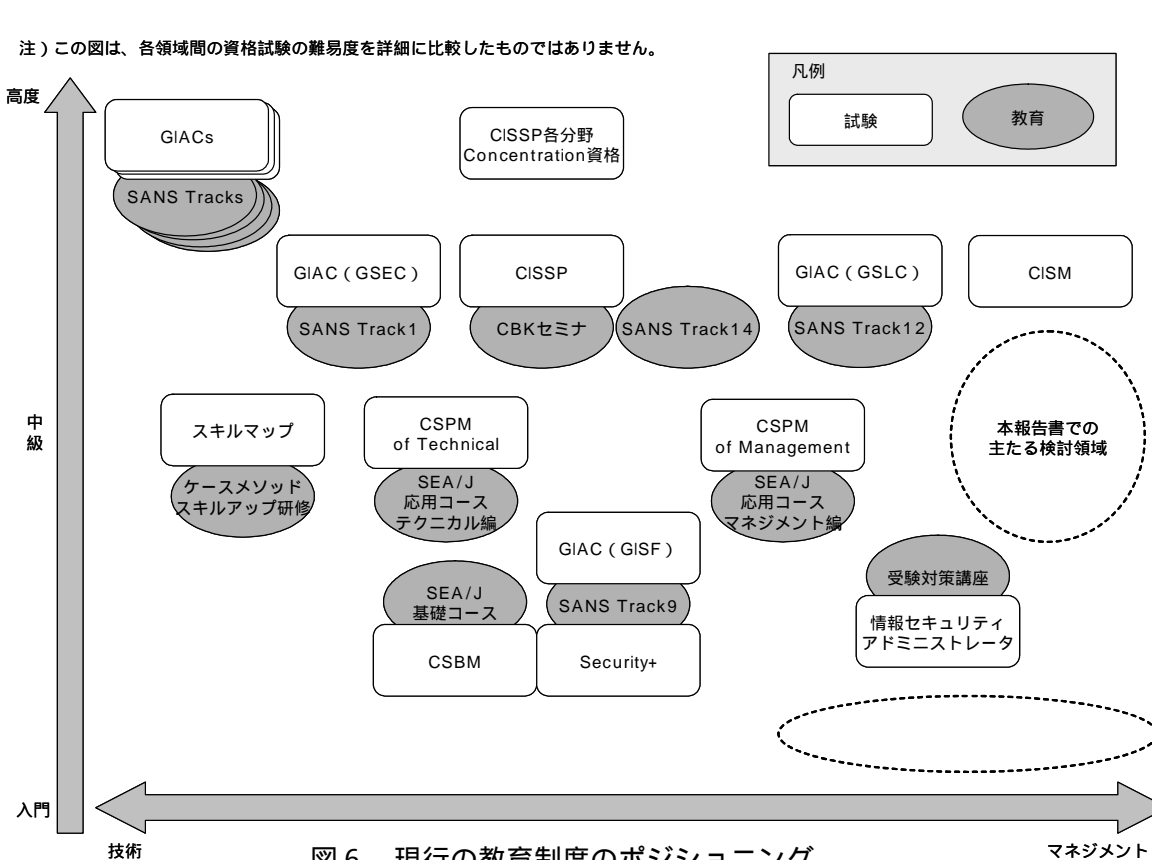 注）この図は、各領域間の資格試験の難易度を詳細に比較したものではありません。
凡例
試験
教育
高度
GIACs
SANS Tracks
CISSP各分野
Concentration資格
GIAC（GSEC）
SANS Track1
CISSP
CBKセミナ
SANS Track14
GIAC（GSLC）
SANS Track12
CISM
中
級
スキルマップ
ケースメソッド
スキルアップ研修
CSPM
of Technical
SEA/J
応用コース
テクニカル編
CSPM
of Management
SEA/J
応用コース
マネジメント編
本報告書での
主たる検討領域
GIAC（GISF）
SANS Track9
SEA/J
基礎コース
CSBM
Security+
受験対策講座
情報セキュリティ
アドミニストレータ
入門
技術
マネジメント
図６　現行の教育制度のポジショニング